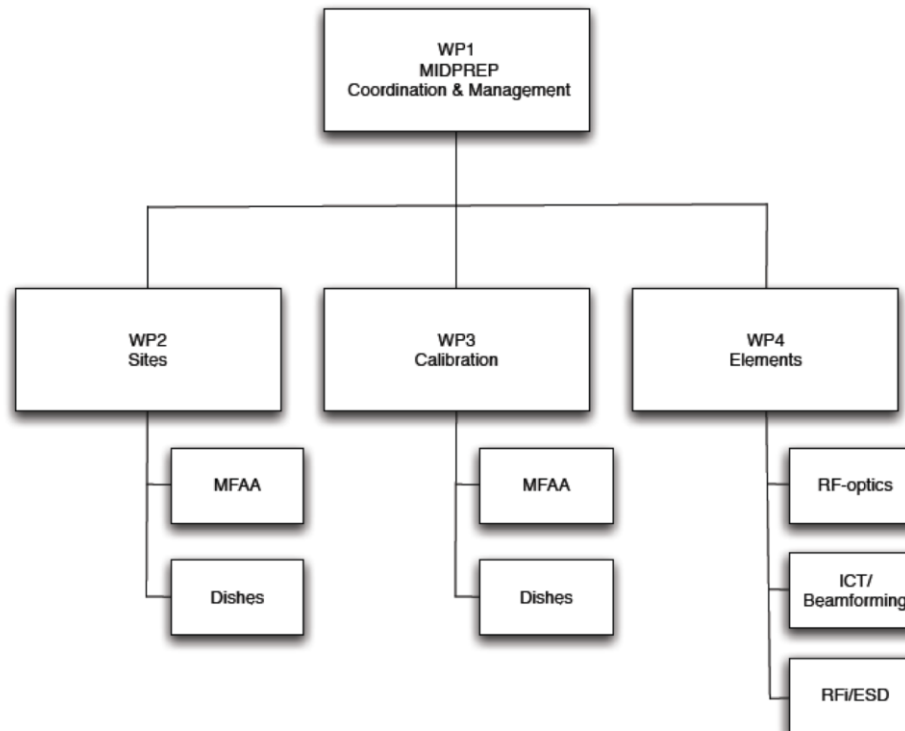 WP1
MIDPREP
Coordination & Management
WP2
Sites
WP3
Calibration
WP4
Elements
MFAA
MFAA
RF-optics
Dishes
Dishes
ICT/
Beamforming
RFi/ESD